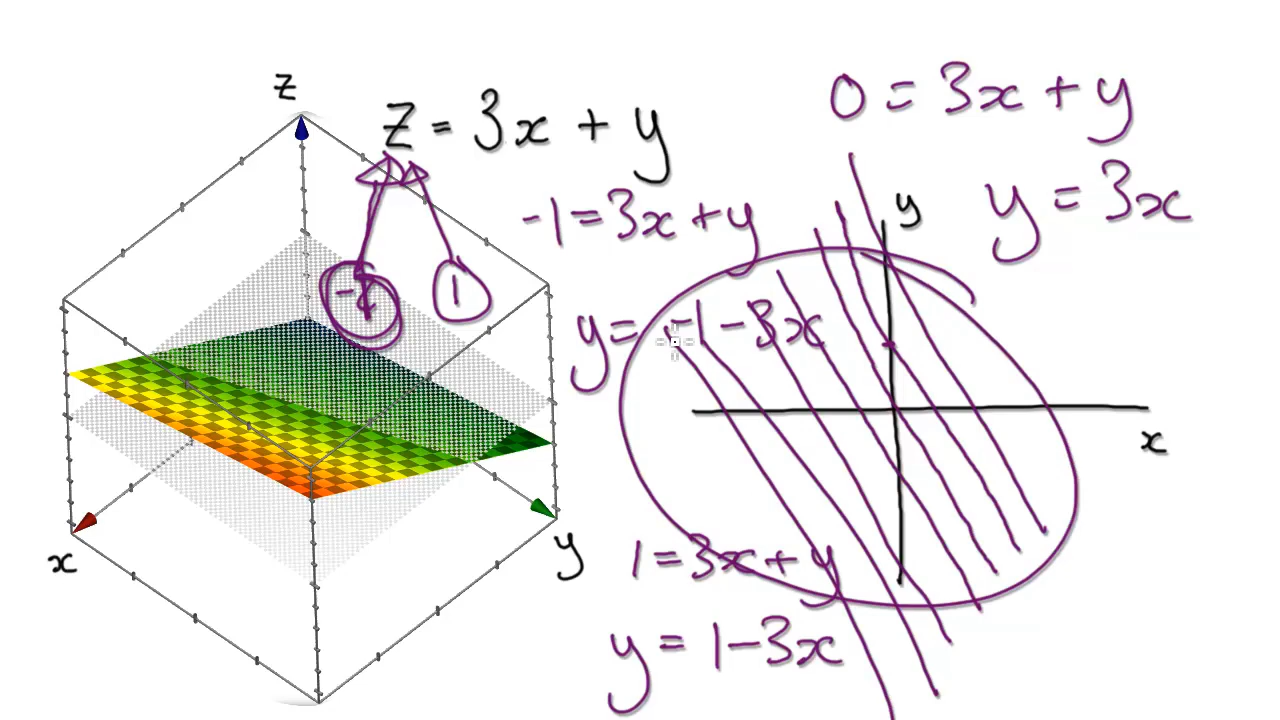 z
z = 3x + y
0 = 3x + y
-1 = 3x + y
y = 3x
y
1
y = -1 - 3x
x
x
y
1 = 3x + y
y = 1 - 3x